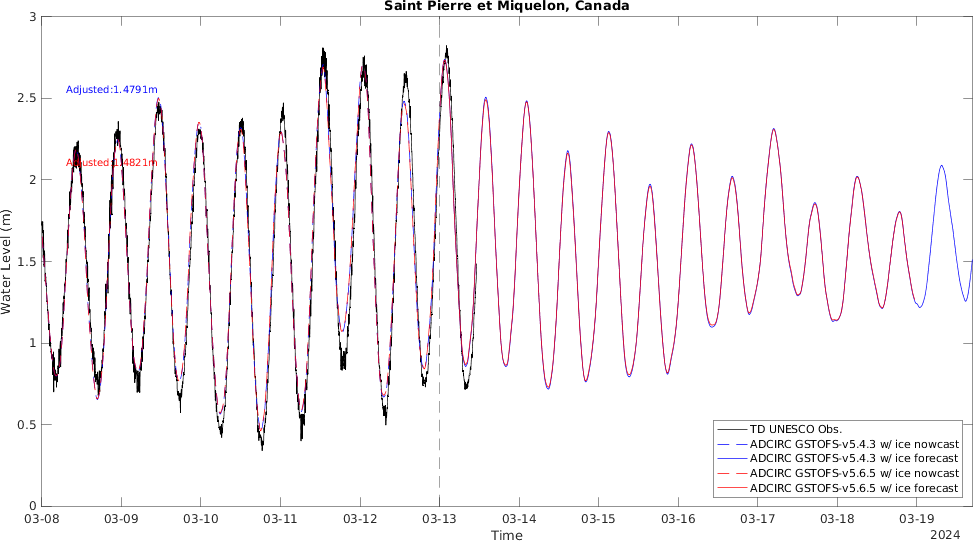 Saint Pierre et Miquelon, Canada
3
2.5
2
1.5
1
0.5
0
Water Level (m)
Adjusted:1.4791m
Adjusted:1.4821m
TD UNESCO Obs.
ADCIRC GSTOFS-v5.4.3 w/ ice nowcast
ADCIRC GSTOFS-v5.4.3 w/ ice forecast
ADCIRC GSTOFS-v5.6.5 w/ ice nowcast
ADCIRC GSTOFS-v5.6.5 w/ ice forecast
03-08 03-09 03-10 03-11 03-12 03-13 03-14 03-15 03-16 03-17 03-18 03-19
Time
2024